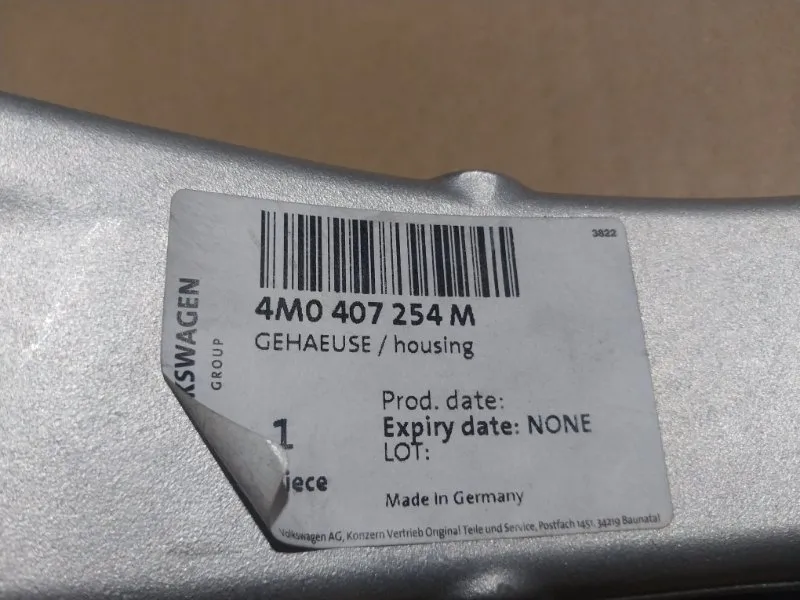 3822
4M0 407 254 M
GEHAEUSE / housing
KSWAGEN
GROUP
1
iece
Prod. date:
Expiry date: NONE
LOT:
Made In Germany
Volkswagen AG, Konzern Vertrieb Original Teile und Service, Postfach 1451, 34219 Baunatal